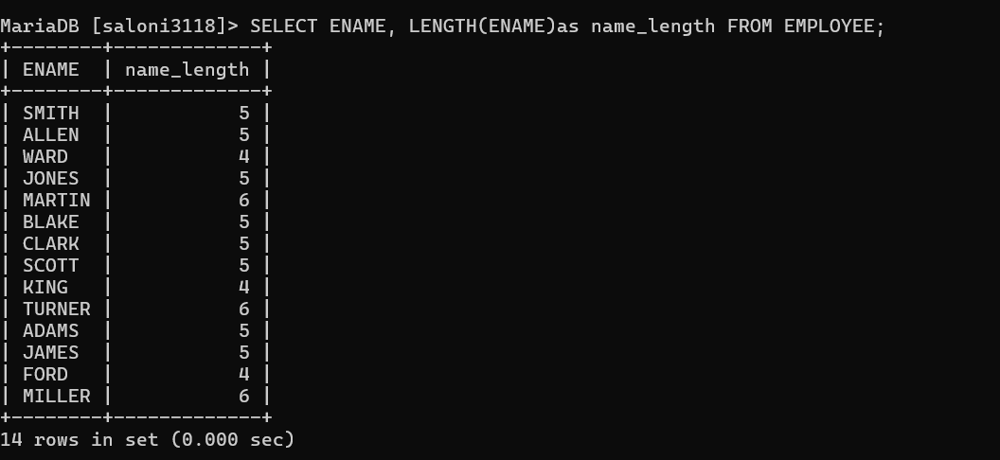 MariaDB [saloni3118]> SELECT ENAME, LENGTH(ENAME)as name_length FROM EMPLOYEE;
+--------+-------------+
| ENAME  | name_length |
+--------+-------------+
| SMITH  |           5 |
| ALLEN  |           5 |
| WARD   |           4 |
| JONES  |           5 |
| MARTIN |           6 |
| BLAKE  |           5 |
| CLARK  |           5 |
| SCOTT  |           5 |
| KING   |           4 |
| TURNER |           6 |
| ADAMS  |           5 |
| JAMES  |           5 |
| FORD   |           4 |
| MILLER |           6 |
+--------+-------------+
14 rows in set (0.000 sec)